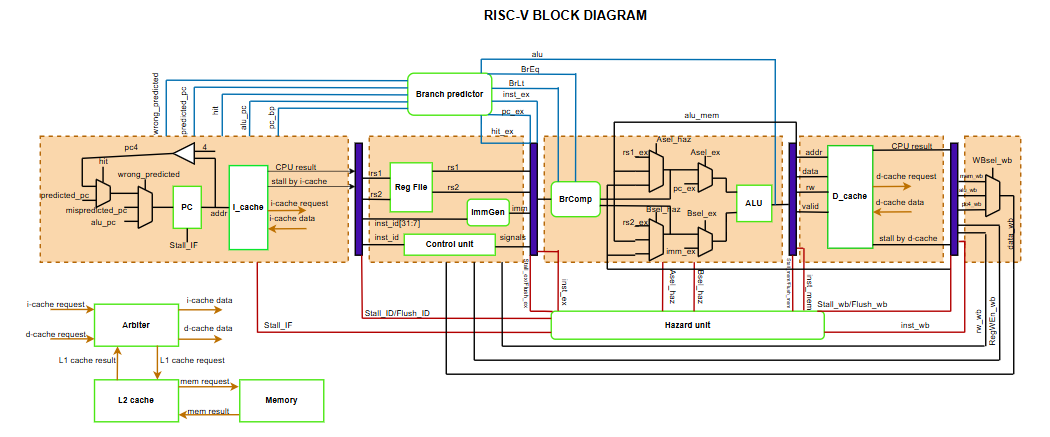 RISC-V BLOCK DIAGRAM
alu
BrEq
BrLt
inst_ex
pc_ex
hit_ex
Branch predictor
wrong_predicted
predicted_pc
hit
alu_pc
pc_bp
pc4
4
hit
wrong_predicted
predicted_pc
mispredicted_pc
alu_pc
PC
Stall_IF
addr
I_cache
CPU result
stall by i-cache
i-cache request
i-cache data
rs1
rs2
Reg File
rs1
rs2
ImmGen
imm
inst_id[31:7]
inst_id
Control unit
signals
BrComp
alu_mem
Asel_haz
rs1_ex
Asel_ex
pc_ex
Bsel_haz
rs2_ex
Bsel_ex
imm_ex
ALU
addr
data
rw
valid
D_cache
CPU result
d-cache request
d-cache data
stall by d-cache
WBsel_wb
mem_wb
alu_wb
pc4_wb
data_wb
inst_ex
Asel_haz
Bsel_haz
inst_mem
Stall_wb/Flush_wb
Stall_ID/Flush_ID
Stall_IF
Hazard unit
inst_wb
rw_wb
RegWEn_wb
i-cache request
d-cache request
Arbiter
i-cache data
d-cache data
L1 cache result
L1 cache request
L2 cache
mem request
mem result
Memory